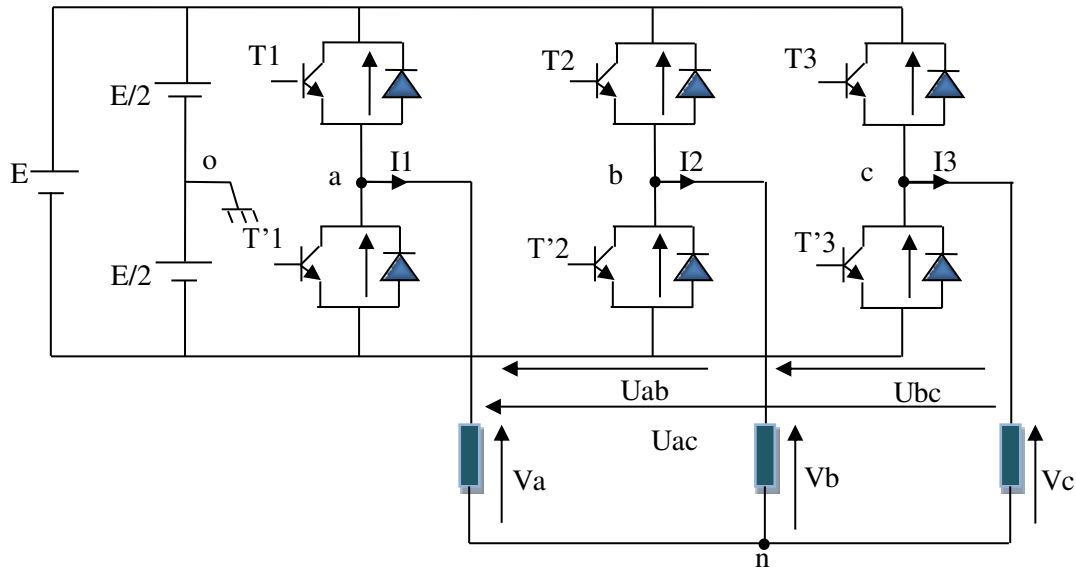 T1
T2
T3
E/2
o
E
a
I1
b
I2
c
I3
T'1
T'2
T'3
E/2
Uab
Ubc
Uac
Va
Vb
Vc
n